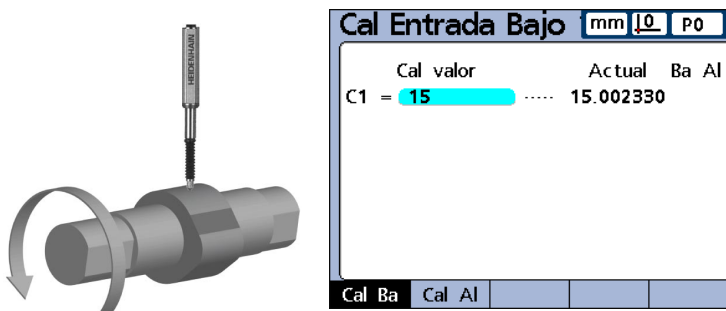 HEIDENHAIN
Cal Entrada Bajo mm 0 P0
Cal valor Actual Ba Al
C1 = 15 ----- 15.002330
Cal Ba Cal Al